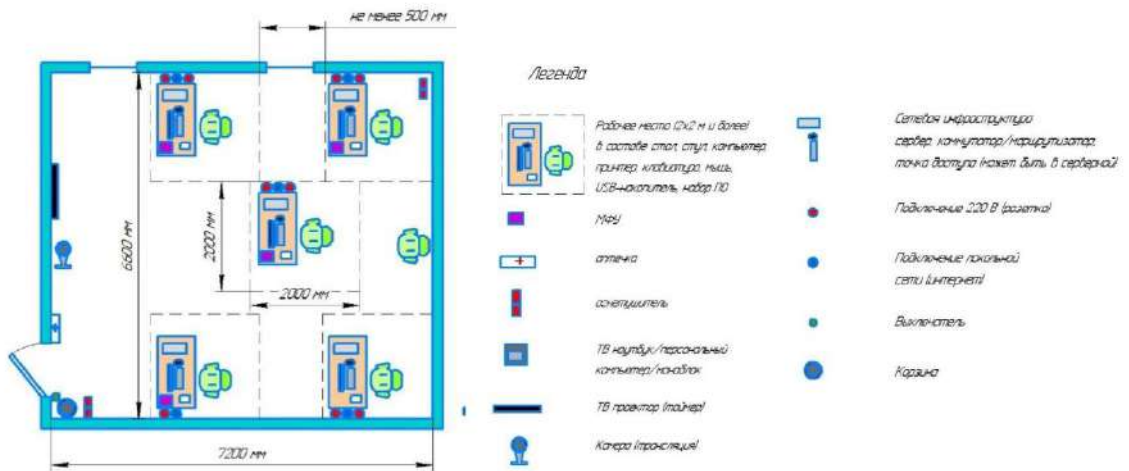 не менее 500 мм
6600 мм
2000 мм
2000 мм
7200 мм
Легенда
Рабочее место (2х2 м и более)
в составе стол, стул, компьютер,
принтер, клавиатура, мышь,
USB-накопитель, набор ПО
МФУ
аптечка
огнетушитель
ТВ ноутбук/персональный
компьютер/моноблок
ТВ проектор (таймер)
Камера (трансляция)
Сетевая инфраструктура
сервер, коммутатор/маршрутизатор,
точка доступа (может быть в серверной)
Подключение 220 В (розетка)
Подключение локальной
сети (интернет)
Выключатель
Корзина